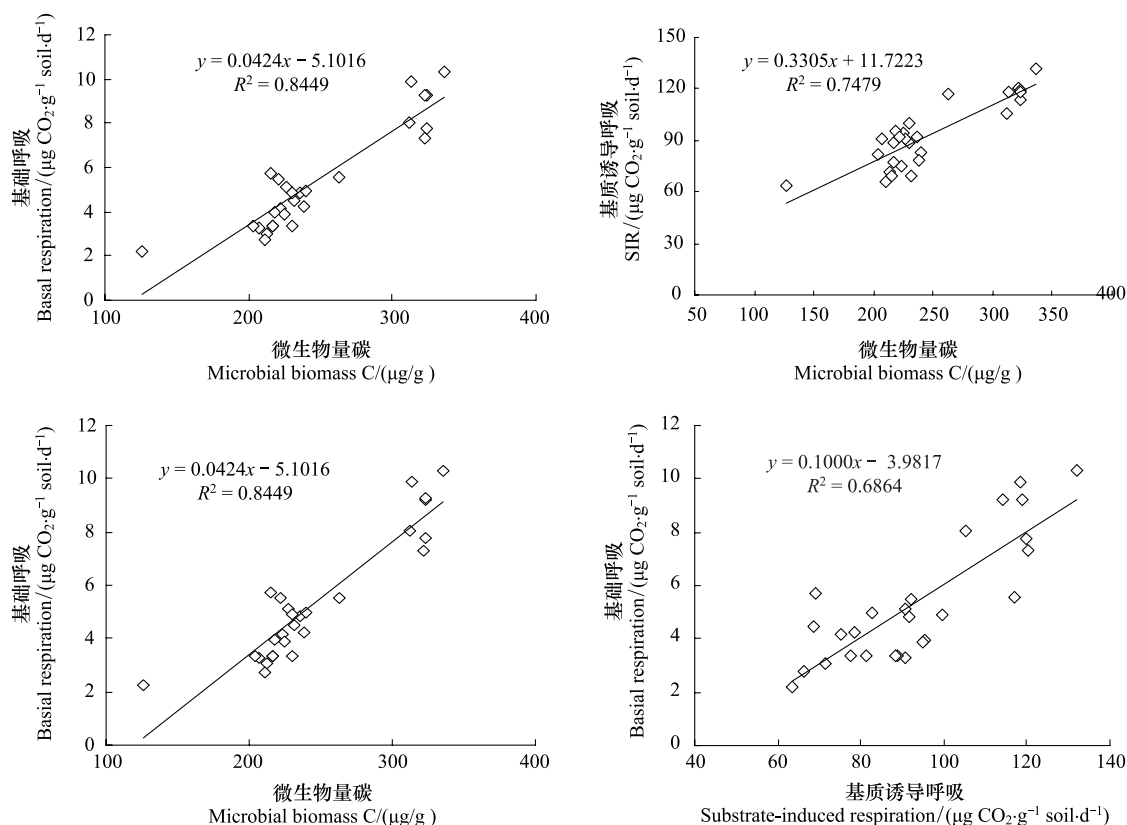 12
10
8
6
4
2
0
100
200
300
400
y = 0.0424x − 5.1016
R² = 0.8449
基础呼吸
Basal respiration/(μg CO₂·g⁻¹ soil·d⁻¹)
微生物量碳
Microbial biomass C/(μg/g )
150
120
90
60
30
0
50
100
150
200
250
300
350
400
y = 0.3305x + 11.7223
R² = 0.7479
基质诱导呼吸
SIR/(μg CO₂·g⁻¹ soil·d⁻¹)
微生物量碳
Microbial biomass C/(μg/g )
12
10
8
6
4
2
0
100
200
300
400
y = 0.0424x − 5.1016
R² = 0.8449
基础呼吸
Basial respiration/(μg CO₂·g⁻¹ soil·d⁻¹)
微生物量碳
Microbial biomass C/(μg/g )
12
10
8
6
4
2
0
40
60
80
100
120
140
y = 0.1000x − 3.9817
R² = 0.6864
基础呼吸
Basial respiration/(μg CO₂·g⁻¹ soil·d⁻¹)
基质诱导呼吸
Substrate-induced respiration/(μg CO₂·g⁻¹ soil·d⁻¹)